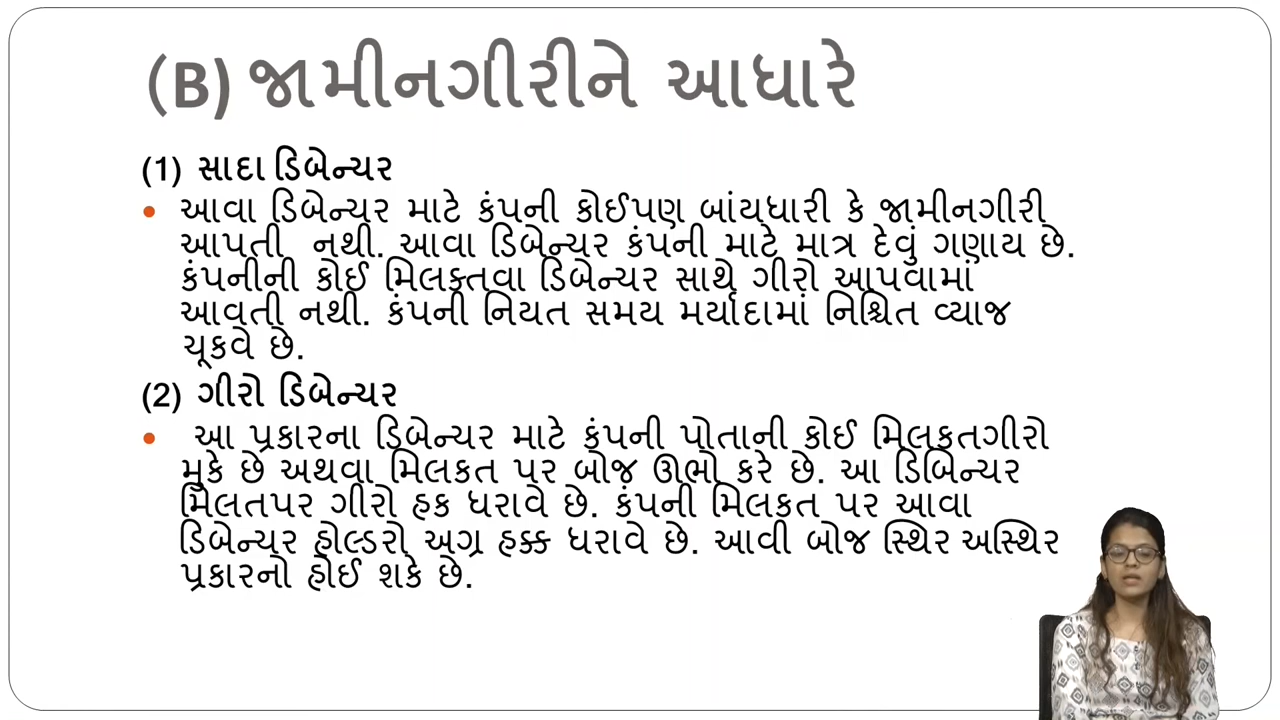 (B) જામીનગીરીને આધારે
(1) સાદા ડિબેન્ચર
• આવા ડિબેન્ચર માટે કંપની કોઈપણ બાંયધારી કે જામીનગીરી
આપતી નથી. આવા ડિબેન્ચર કંપની માટે માત્ર દેવું ગણાય છે.
કંપનીની કોઈ મિલક્તવા ડિબેન્ચર સાથે ગીરો આપવામાં
આવતી નથી. કંપની નિયત સમય મર્યાદામાં નિશ્ચિત વ્યાજ
ચૂકવે છે.
(2) ગીરો ડિબેન્ચર
• આ પ્રકારના ડિબેન્ચર માટે કંપની પોતાની કોઈ મિલકતગીરો
મુકે છે અથવા મિલકત પર બોજ ઊભો કરે છે. આ ડિબિન્ચર
મિલતપર ગીરો હક ધરાવે છે. કંપની મિલકત પર આવા
ડિબેન્ચર હોલ્ડરો અગ્ર હક્ક ધરાવે છે. આવી બોજ સ્થિર અસ્થિર
પ્રકારનો હોઈ શકે છે.